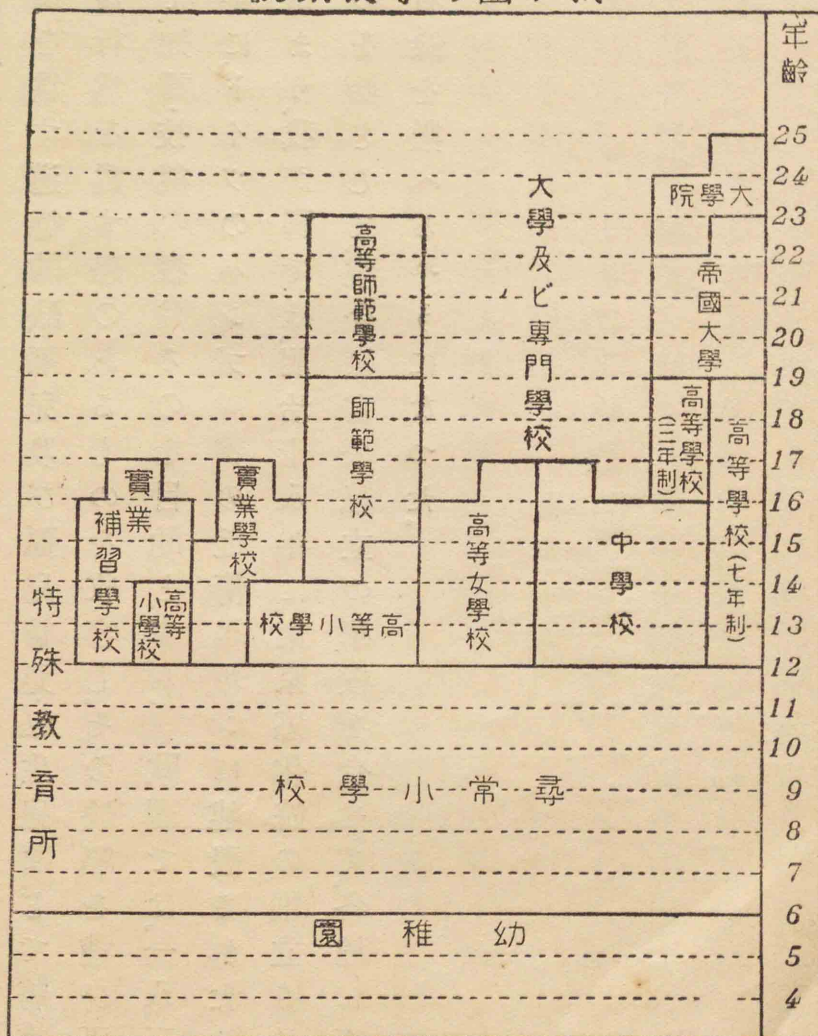 年齡
25
24
23
22
21
20
19
18
17
16
15
14
13
12
11
10
9
8
7
6
5
4
大學院
帝國大學
高等學校(三年制)
高等學校(七年制)
大學及ビ專門學校
中學校
高等女學校
高等師範學校
師範學校
高等小學校
實業學校
實業
補習學校
高等
小學校
特殊教育所
尋常小學校
幼稚園